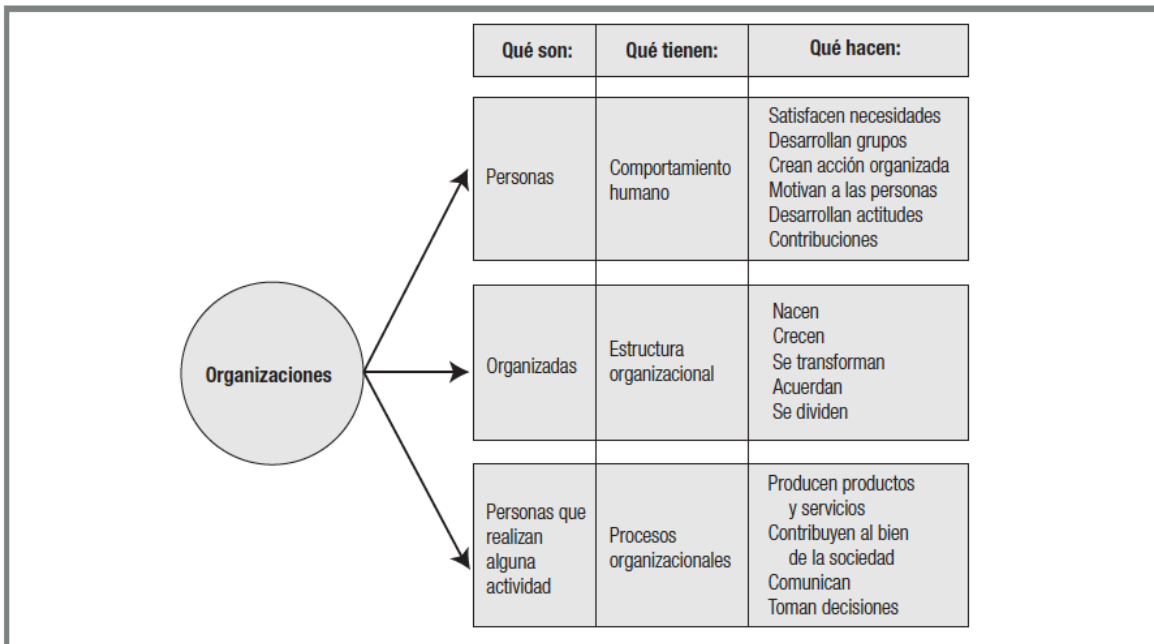 Qué son:
Qué tienen:
Qué hacen:
Organizaciones
Personas
Comportamiento
humano
Satisfacen necesidades
Desarrollan grupos
Crean acción organizada
Motivan a las personas
Desarrollan actitudes
Contribuciones
Organizadas
Estructura
organizacional
Nacen
Crecen
Se transforman
Acuerdan
Se dividen
Personas que
realizan
alguna
actividad
Procesos
organizacionales
Producen productos
y servicios
Contribuyen al bien
de la sociedad
Comunican
Toman decisiones